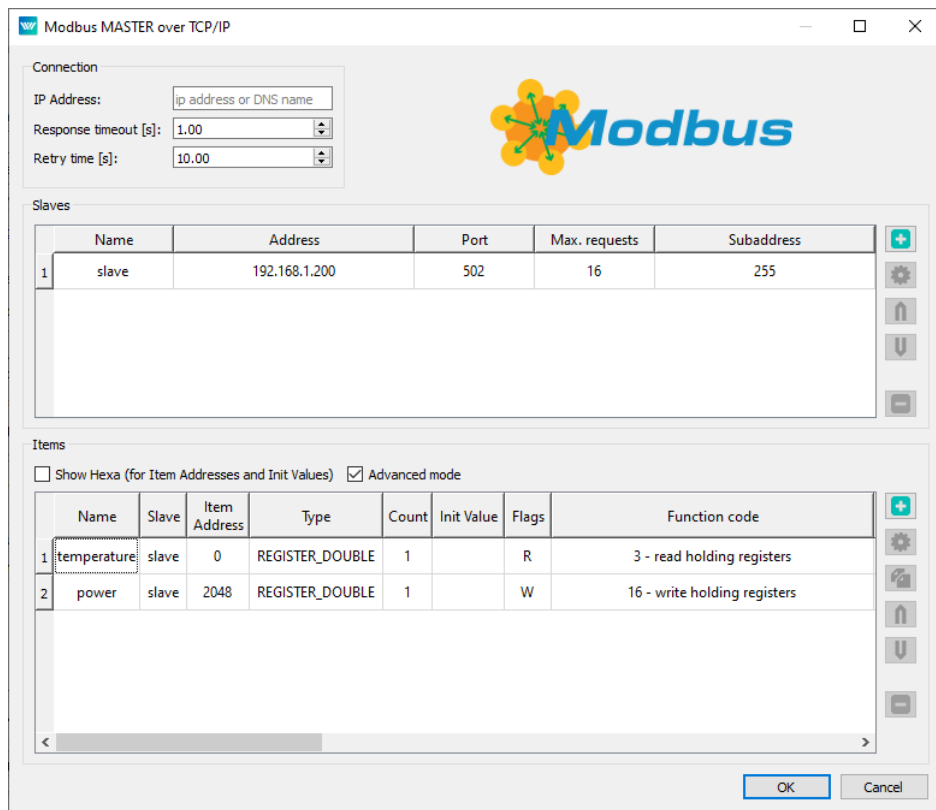 Modbus MASTER over TCP/IP
Connection
IP Address: ip address or DNS name
Response timeout [s]: 1.00
Retry time [s]: 10.00
Modbus
Slaves
Name Address Port Max. requests Subaddress
1 slave 192.168.1.200 502 16 255
Items
Show Hexa (for Item Addresses and Init Values) Advanced mode
Name Slave Item Address Type Count Init Value Flags Function code
1 temperature slave 0 REGISTER_DOUBLE 1 R 3 - read holding registers
2 power slave 2048 REGISTER_DOUBLE 1 W 16 - write holding registers
OK Cancel